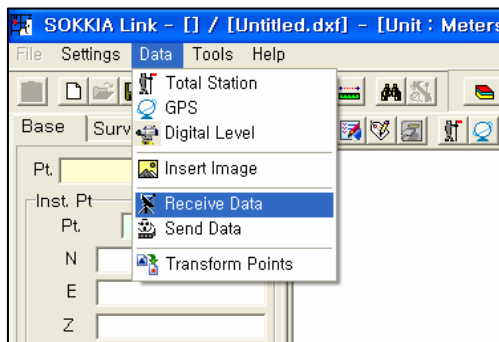 SOKKIA Link - [] / [Untitled.dxf] - [Unit : Meters
File Settings Data Tools Help
Total Station
GPS
Digital Level
Insert Image
Receive Data
Send Data
Transform Points
Base Surv
Pt.
Inst. Pt
Pt.
N
E
Z